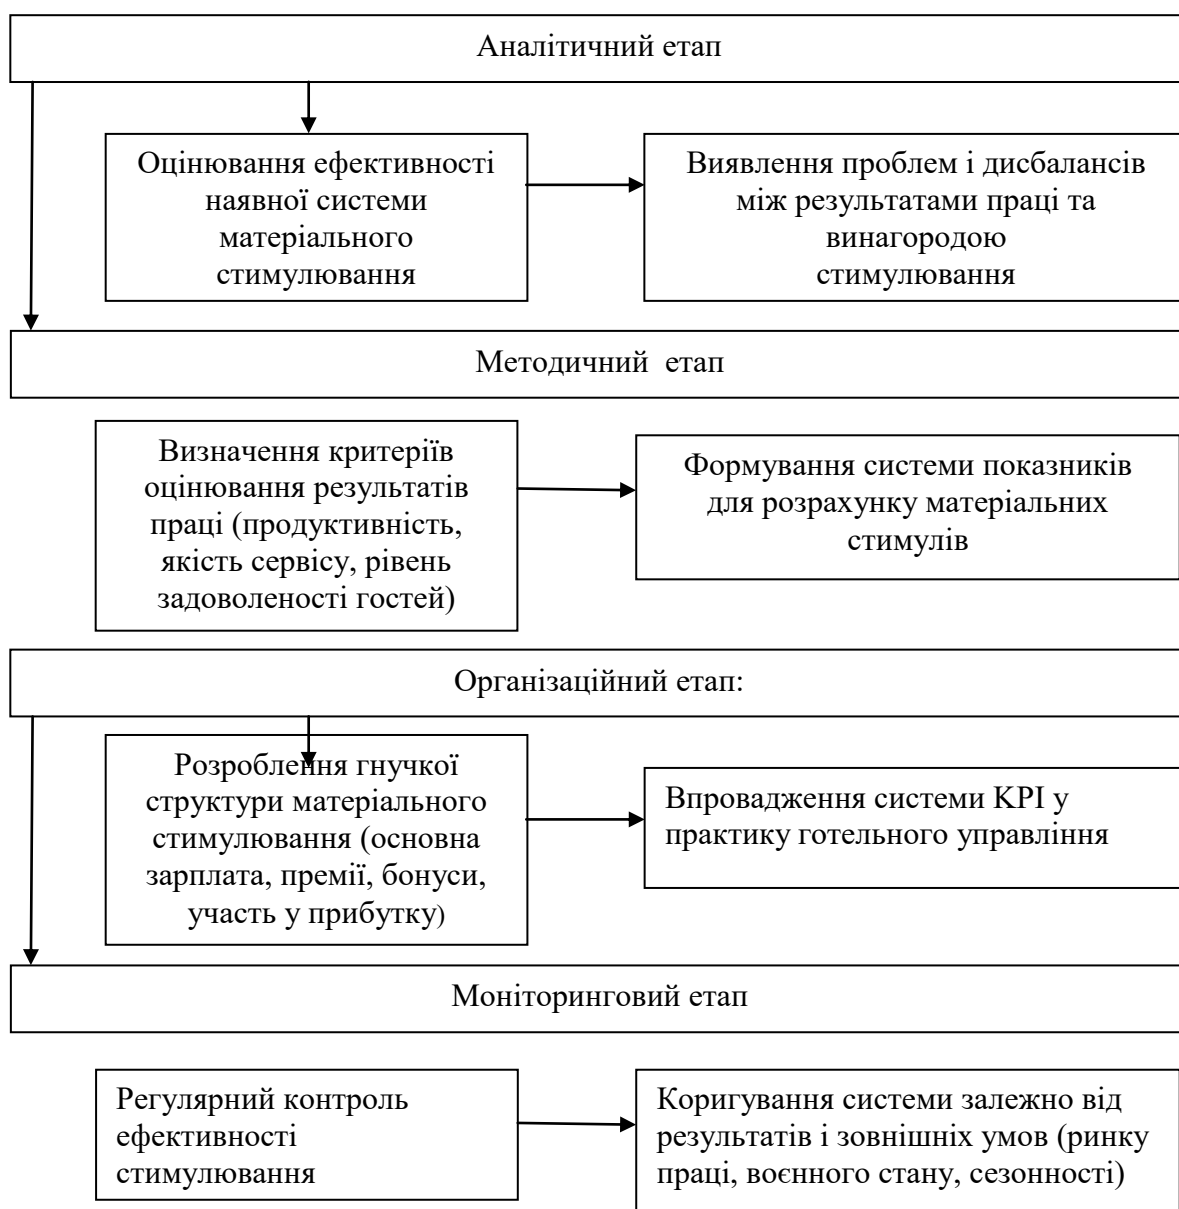 Аналітичний етап
Оцінювання ефективності
наявної системи
матеріального
стимулювання
Виявлення проблем і дисбалансів
між результатами праці та
винагородою
стимулювання
Методичний  етап
Визначення критеріїв
оцінювання результатів
праці (продуктивність,
якість сервісу, рівень
задоволеності гостей)
Формування системи показників
для розрахунку матеріальних
стимулів
Організаційний етап:
Розроблення гнучкої
структури матеріального
стимулювання (основна
зарплата, премії, бонуси,
участь у прибутку)
Впровадження системи KPI у
практику готельного управління
Моніторинговий етап
Регулярний контроль
ефективності
стимулювання
Коригування системи залежно від
результатів і зовнішніх умов (ринку
праці, воєнного стану, сезонності)